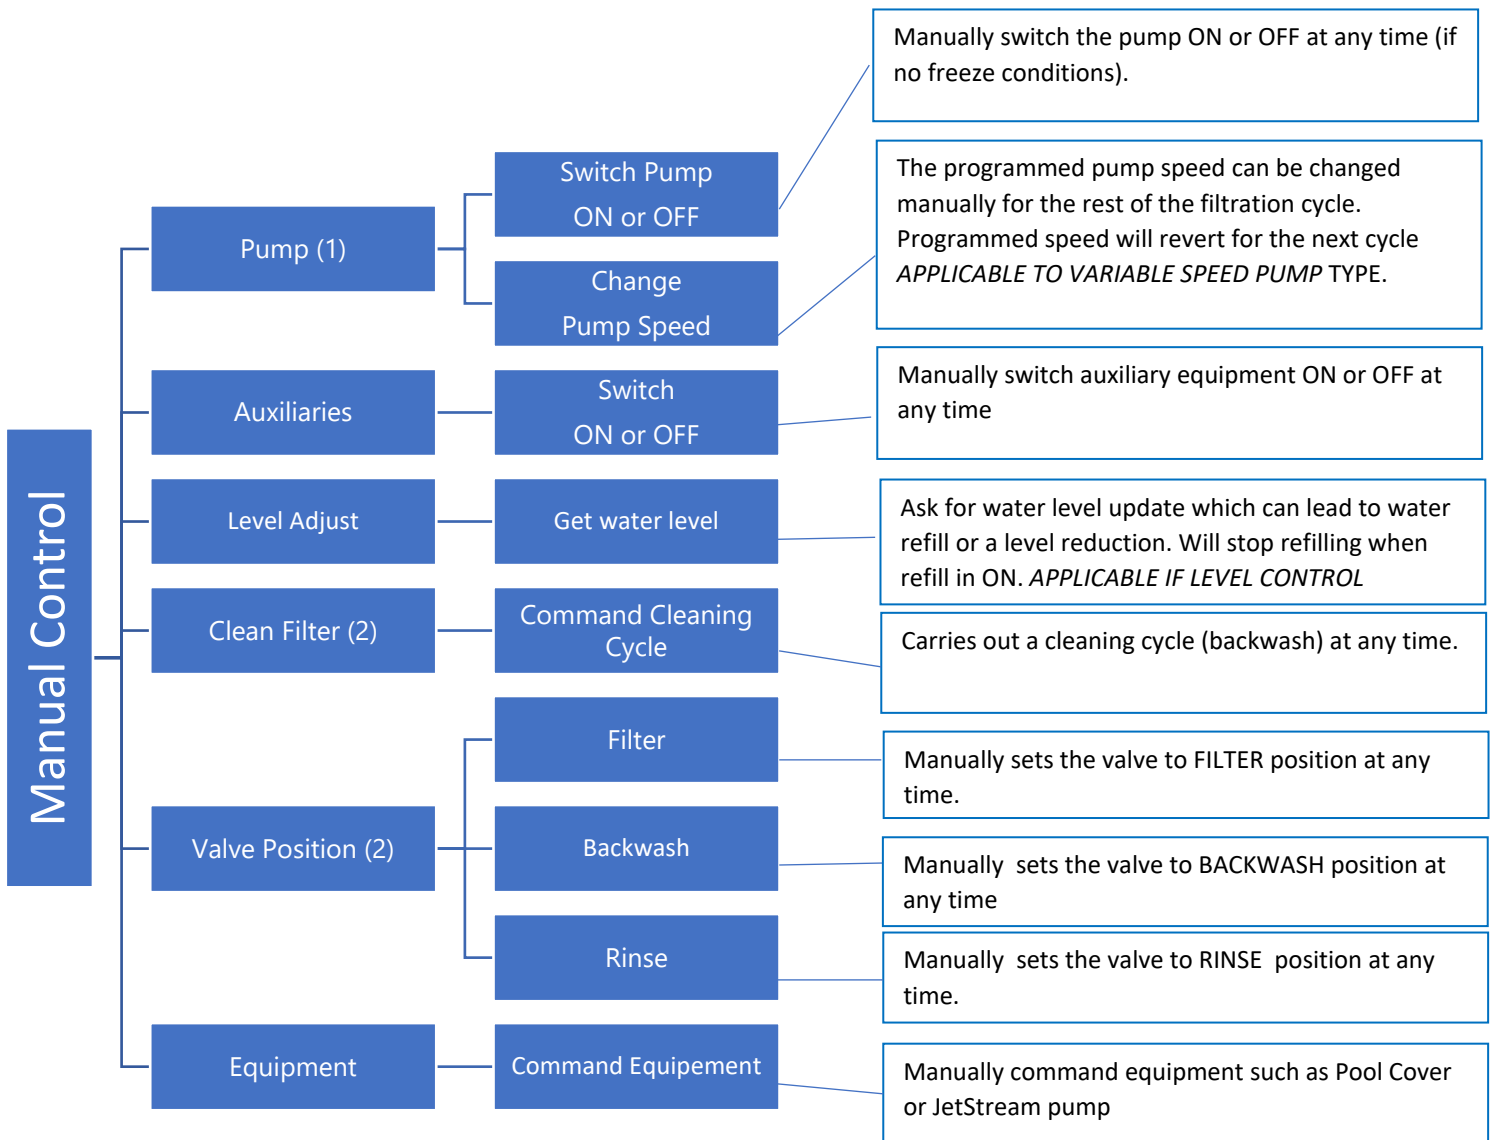 Manual Control
Pump (1)
Switch Pump
ON or OFF
Manually switch the pump ON or OFF at any time (if
no freeze conditions).
Change
Pump Speed
The programmed pump speed can be changed
manually for the rest of the filtration cycle.
Programmed speed will revert for the next cycle
APPLICABLE TO VARIABLE SPEED PUMP TYPE.
Auxiliaries
Switch
ON or OFF
Manually switch auxiliary equipment ON or OFF at
any time
Level Adjust
Get water level
Ask for water level update which can lead to water
refill or a level reduction. Will stop refilling when
refill in ON. APPLICABLE IF LEVEL CONTROL
Clean Filter (2)
Command Cleaning
Cycle
Carries out a cleaning cycle (backwash) at any time.
Valve Position (2)
Filter
Manually sets the valve to FILTER position at any
time.
Backwash
Manually  sets the valve to BACKWASH position at
any time
Rinse
Manually  sets the valve to RINSE  position at any
time.
Equipment
Command Equipement
Manually command equipment such as Pool Cover
or JetStream pump